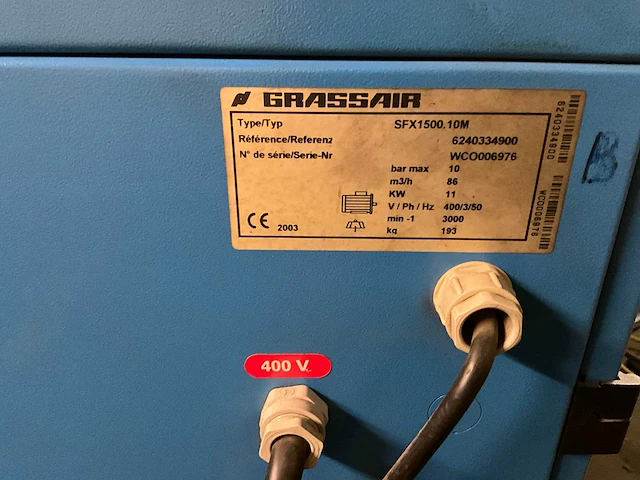 GRASSAIR
Type/Typ SFX1500.10M
Référence/Referenz 6240334900
N° de série/Serie-Nr WCO006976
bar max 10
m3/h 86
KW 11
V / Ph / Hz 400/3/50
min -1 3000
kg 193
CE 2003
6240334900
WCO006976
400 V.